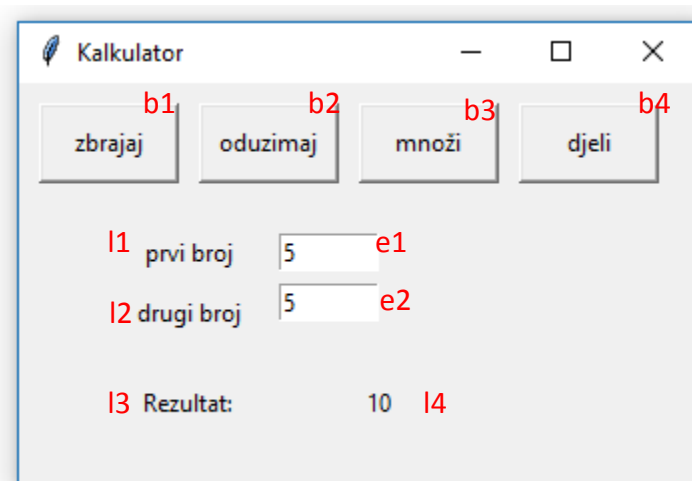 Kalkulator
b1 b2 b3 b4
zbrajaj oduzimaj množi djeli
l1 prvi broj 5 e1
l2 drugi broj 5 e2
l3 Rezultat: 10 l4